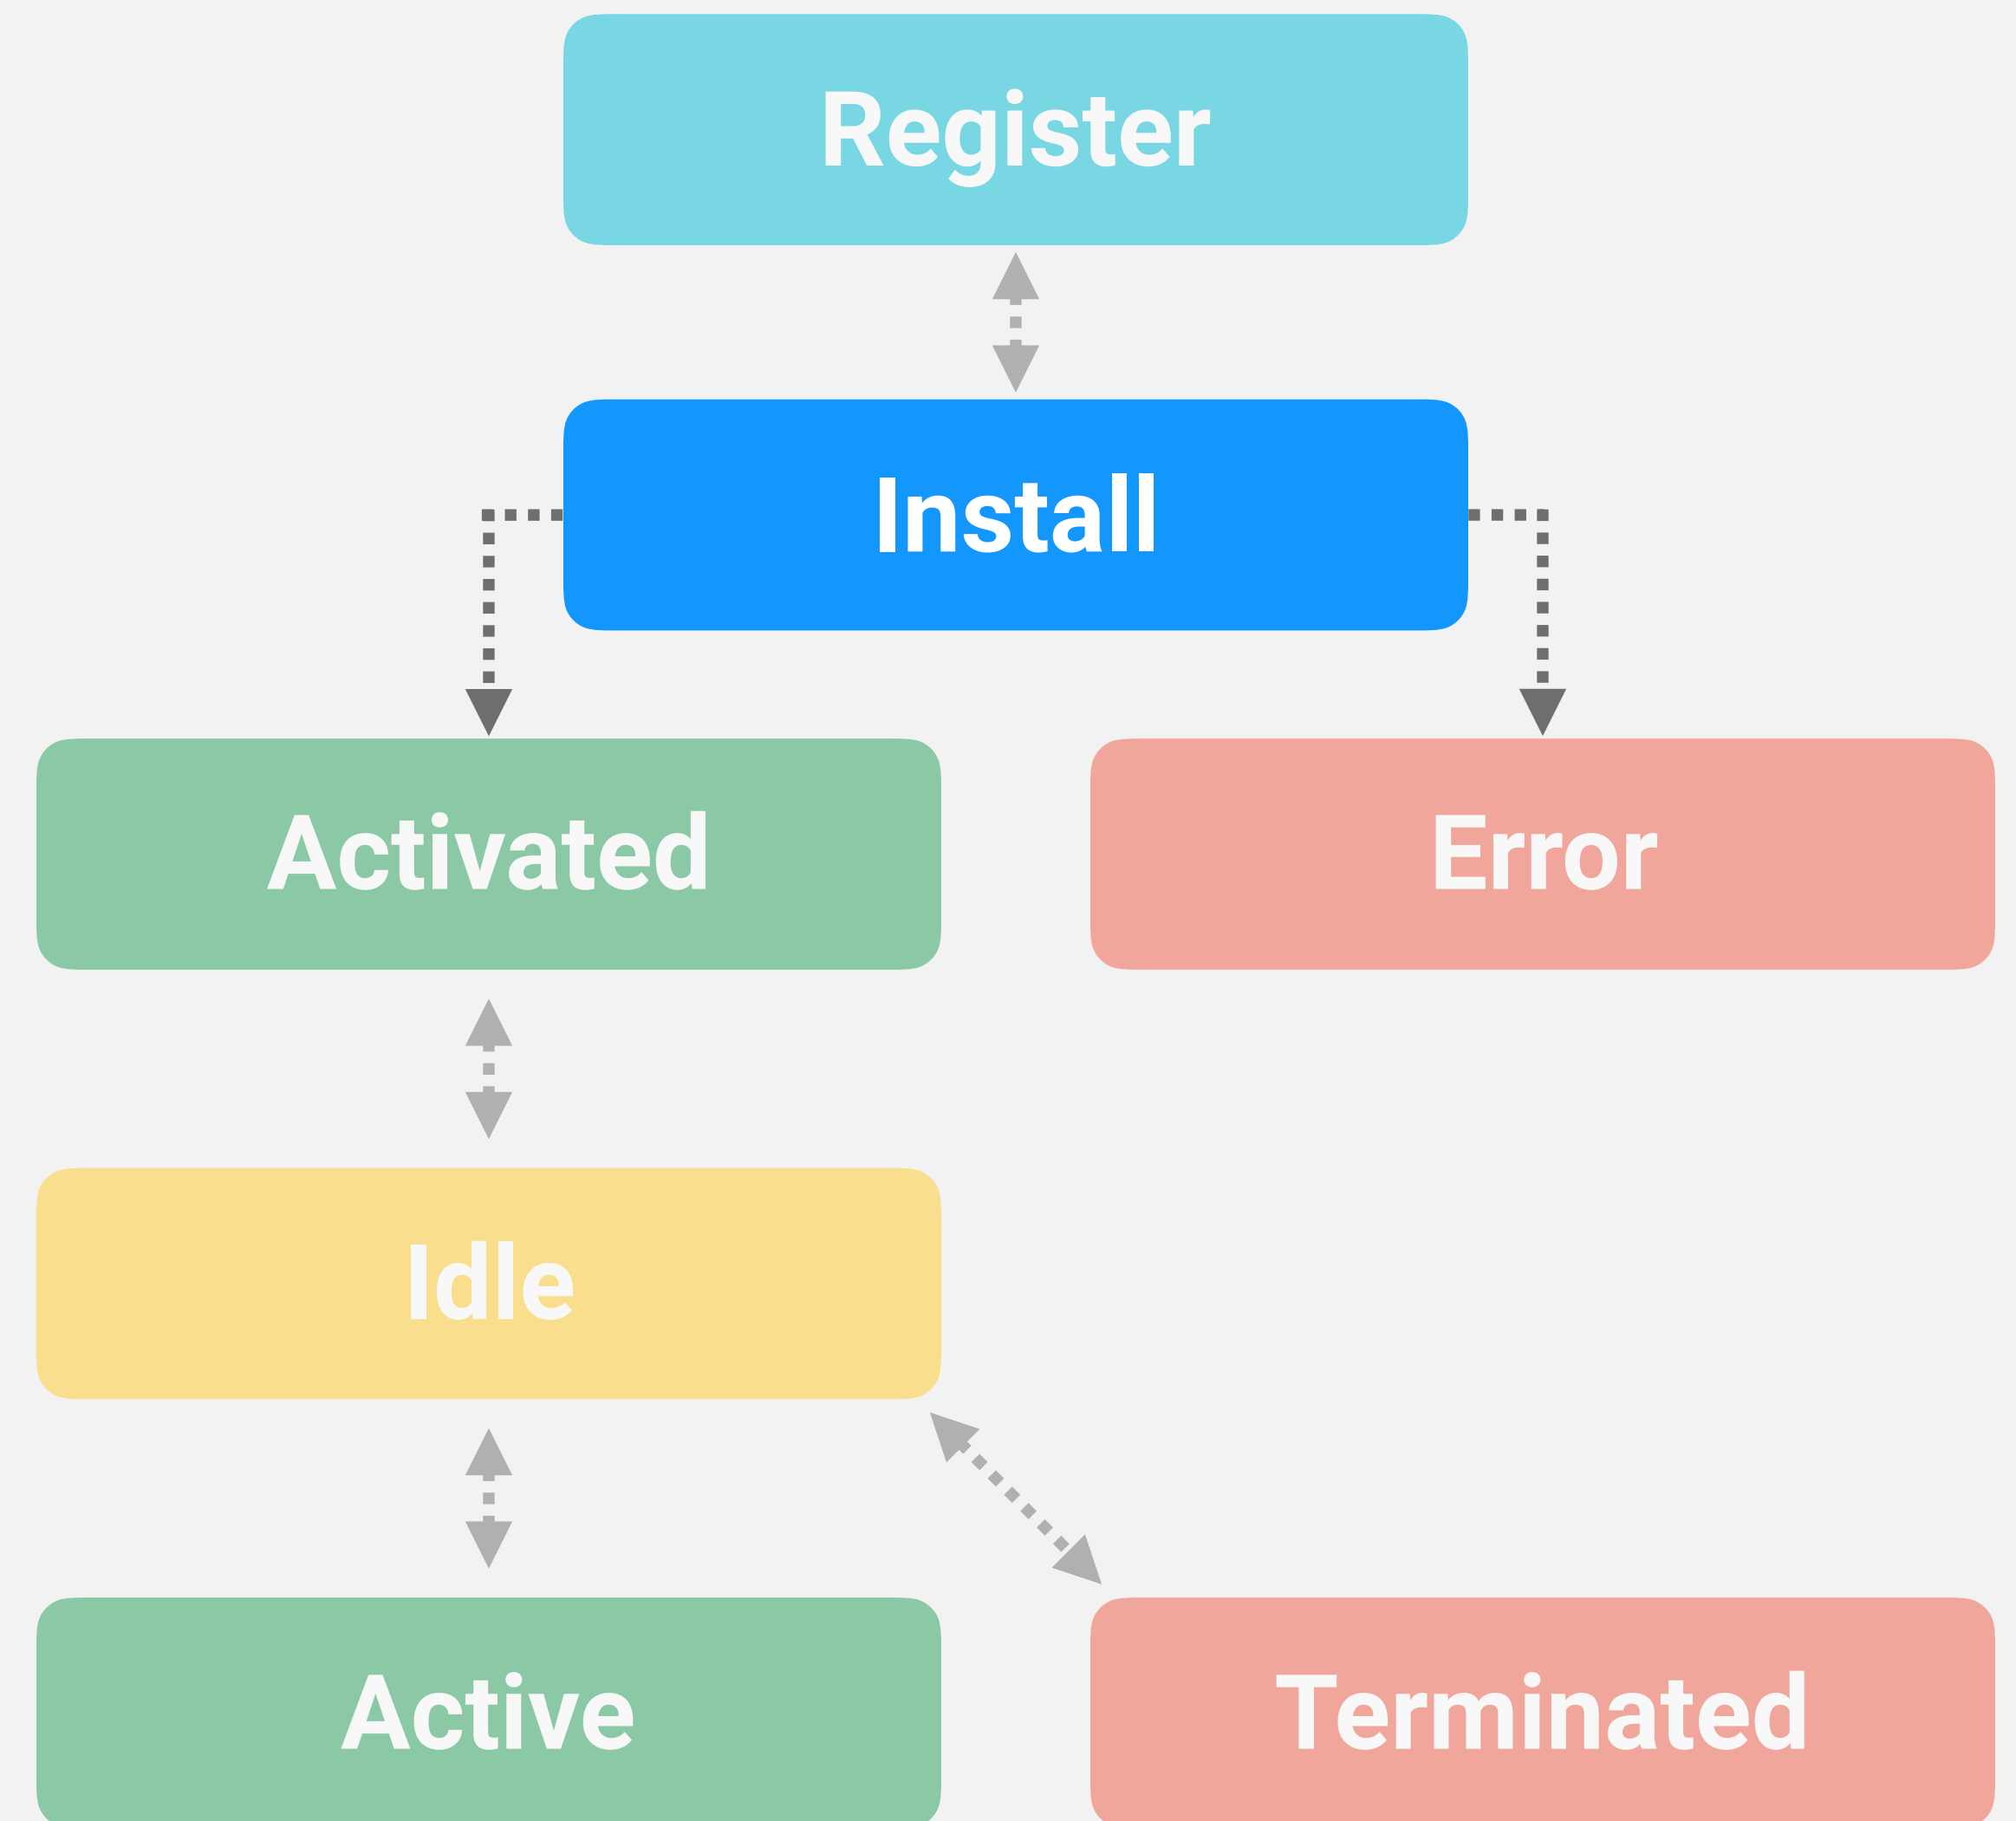 Register
Install
Activated
Error
Idle
Active
Terminated